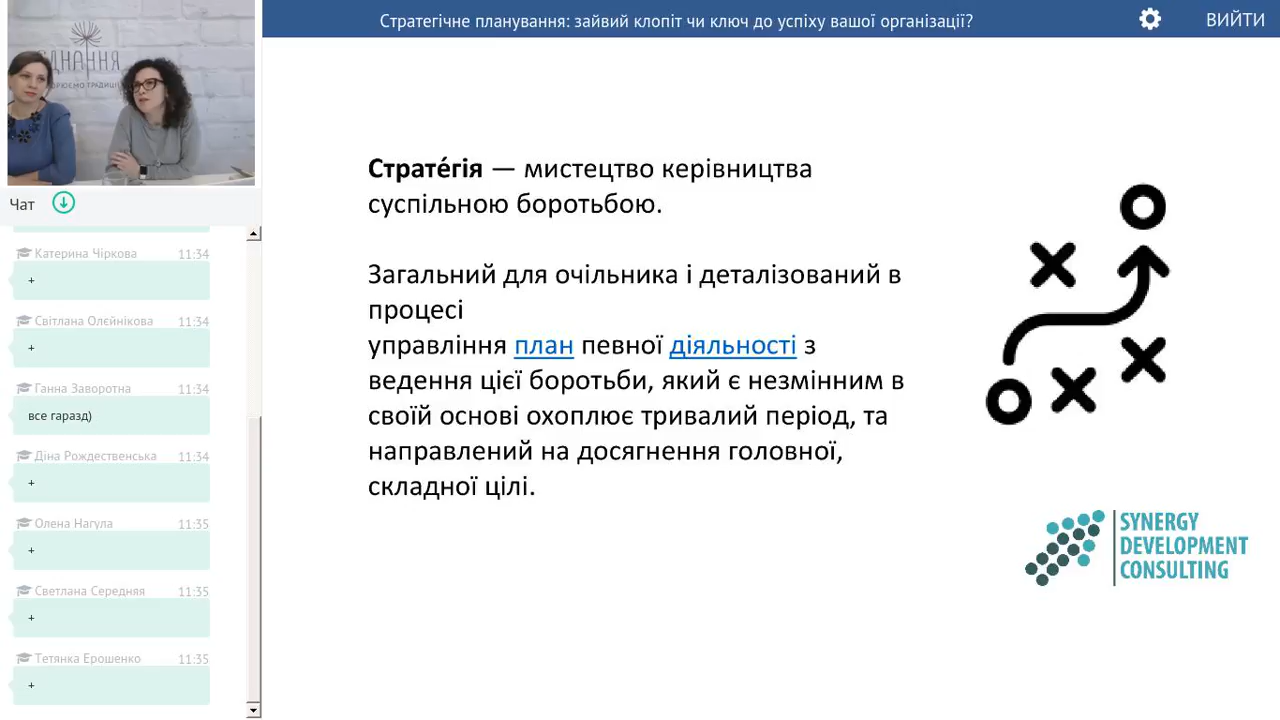 Стратегічне планування: зайвий клопіт чи ключ до успіху вашої організації?
ВИЙТИ
ЄДНАННЯ
Чат
Катерина Чіркова 11:34
+
Світлана Олєйнікова 11:34
+
Ганна Заворотна 11:34
все гаразд)
Діна Рождественська 11:34
+
Олена Нагула 11:35
+
Светлана Середняя 11:35
+
Тетянка Ерошенко 11:35
+
Страте́гія — мистецтво керівництва
суспільною боротьбою.
Загальний для очільника і деталізований в
процесі
управління план певної діяльності з
ведення цієї боротьби, який є незмінним в
своїй основі охоплює тривалий період, та
направлений на досягнення головної,
складної цілі.
SYNERGY
DEVELOPMENT
CONSULTING